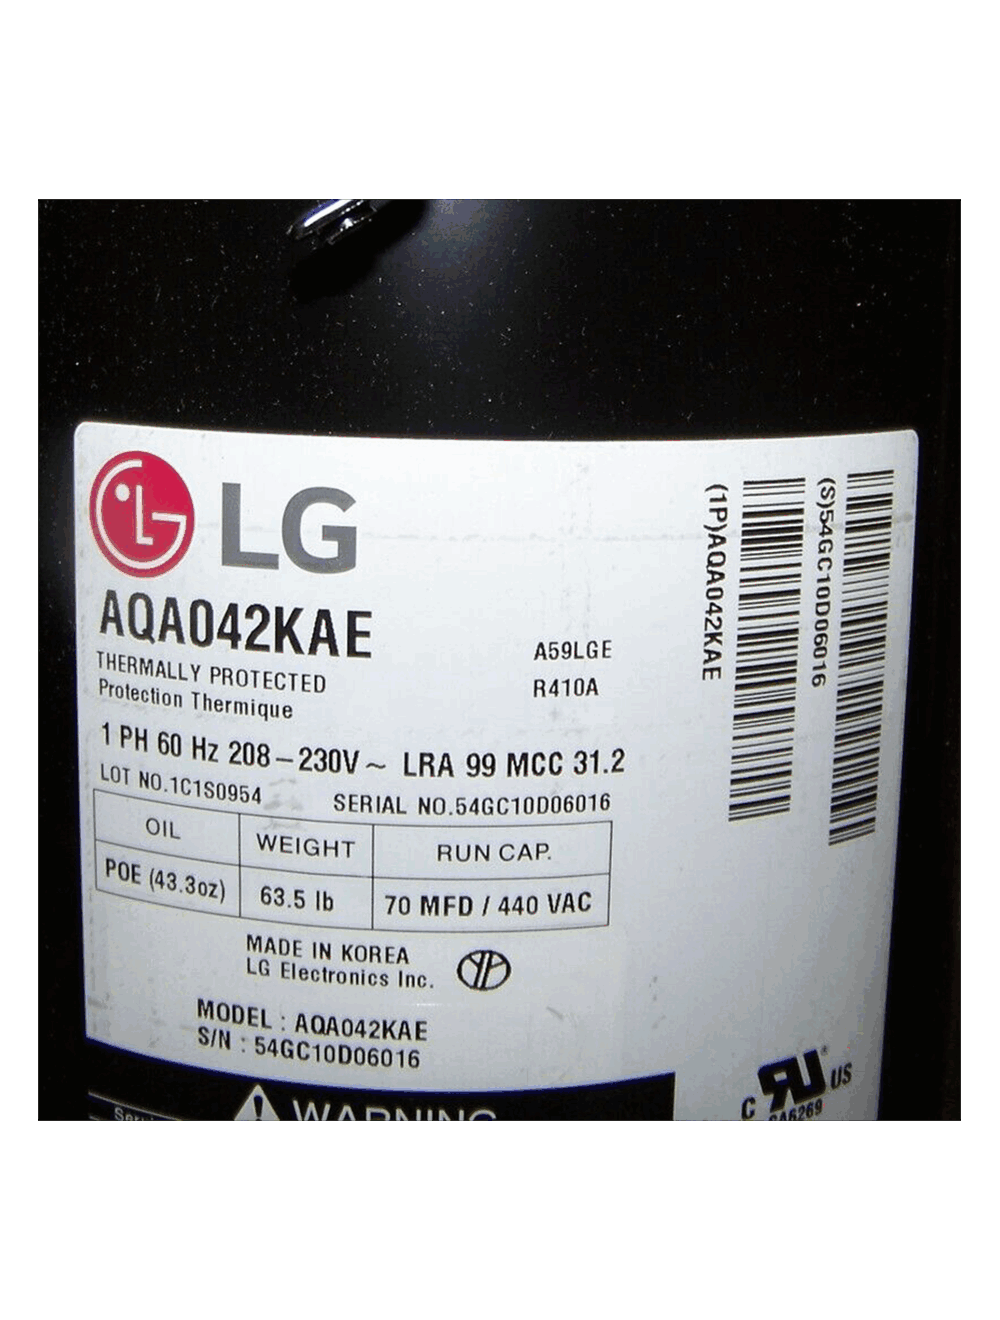 LG
AQA042KAE
THERMALLY PROTECTED
Protection Thermique
A59LGE
R410A
1 PH 60 Hz 208-230V~ LRA 99 MCC 31.2
LOT NO.1C1S0954
SERIAL NO.54GC10D06016
OIL WEIGHT RUN CAP.
POE (43.3oz) 63.5 lb 70 MFD / 440 VAC
MADE IN KOREA
LG Electronics Inc.
MODEL : AQA042KAE
S/N : 54GC10D06016
WARNING
(1P)AQA042KAE
(S)54GC10D06016
C US